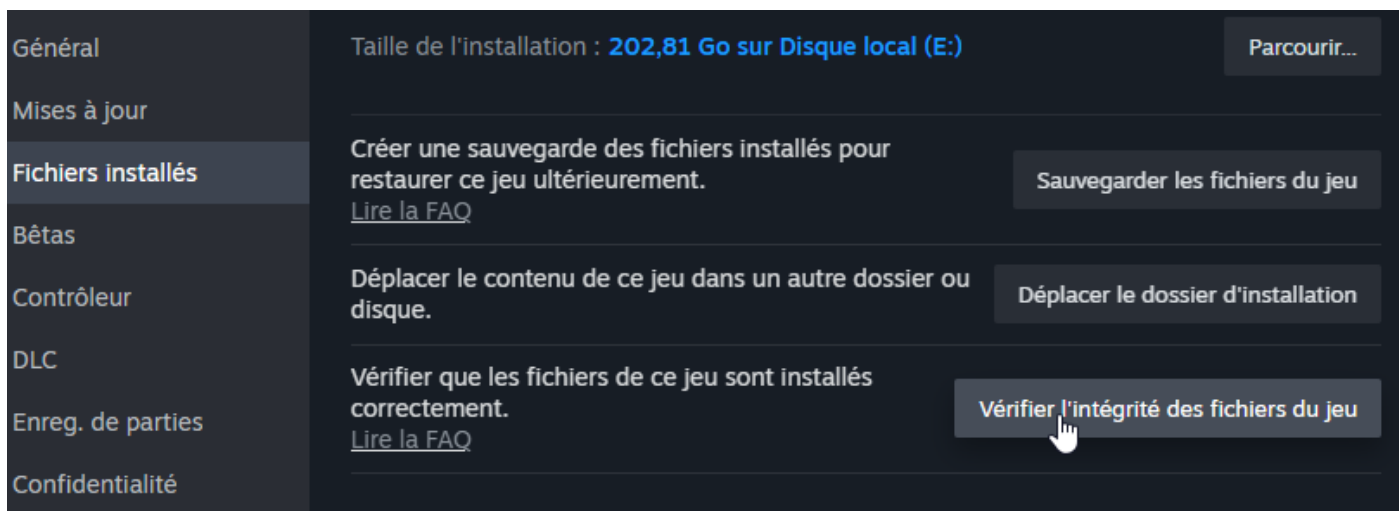 Général
Mises à jour
Fichiers installés
Bêtas
Contrôleur
DLC
Enreg. de parties
Confidentialité
Taille de l'installation : 202,81 Go sur Disque local (E:)
Parcourir...
Créer une sauvegarde des fichiers installés pour
restaurer ce jeu ultérieurement.
Lire la FAQ
Sauvegarder les fichiers du jeu
Déplacer le contenu de ce jeu dans un autre dossier ou
disque.
Déplacer le dossier d'installation
Vérifier que les fichiers de ce jeu sont installés
correctement.
Lire la FAQ
Vérifier l'intégrité des fichiers du jeu